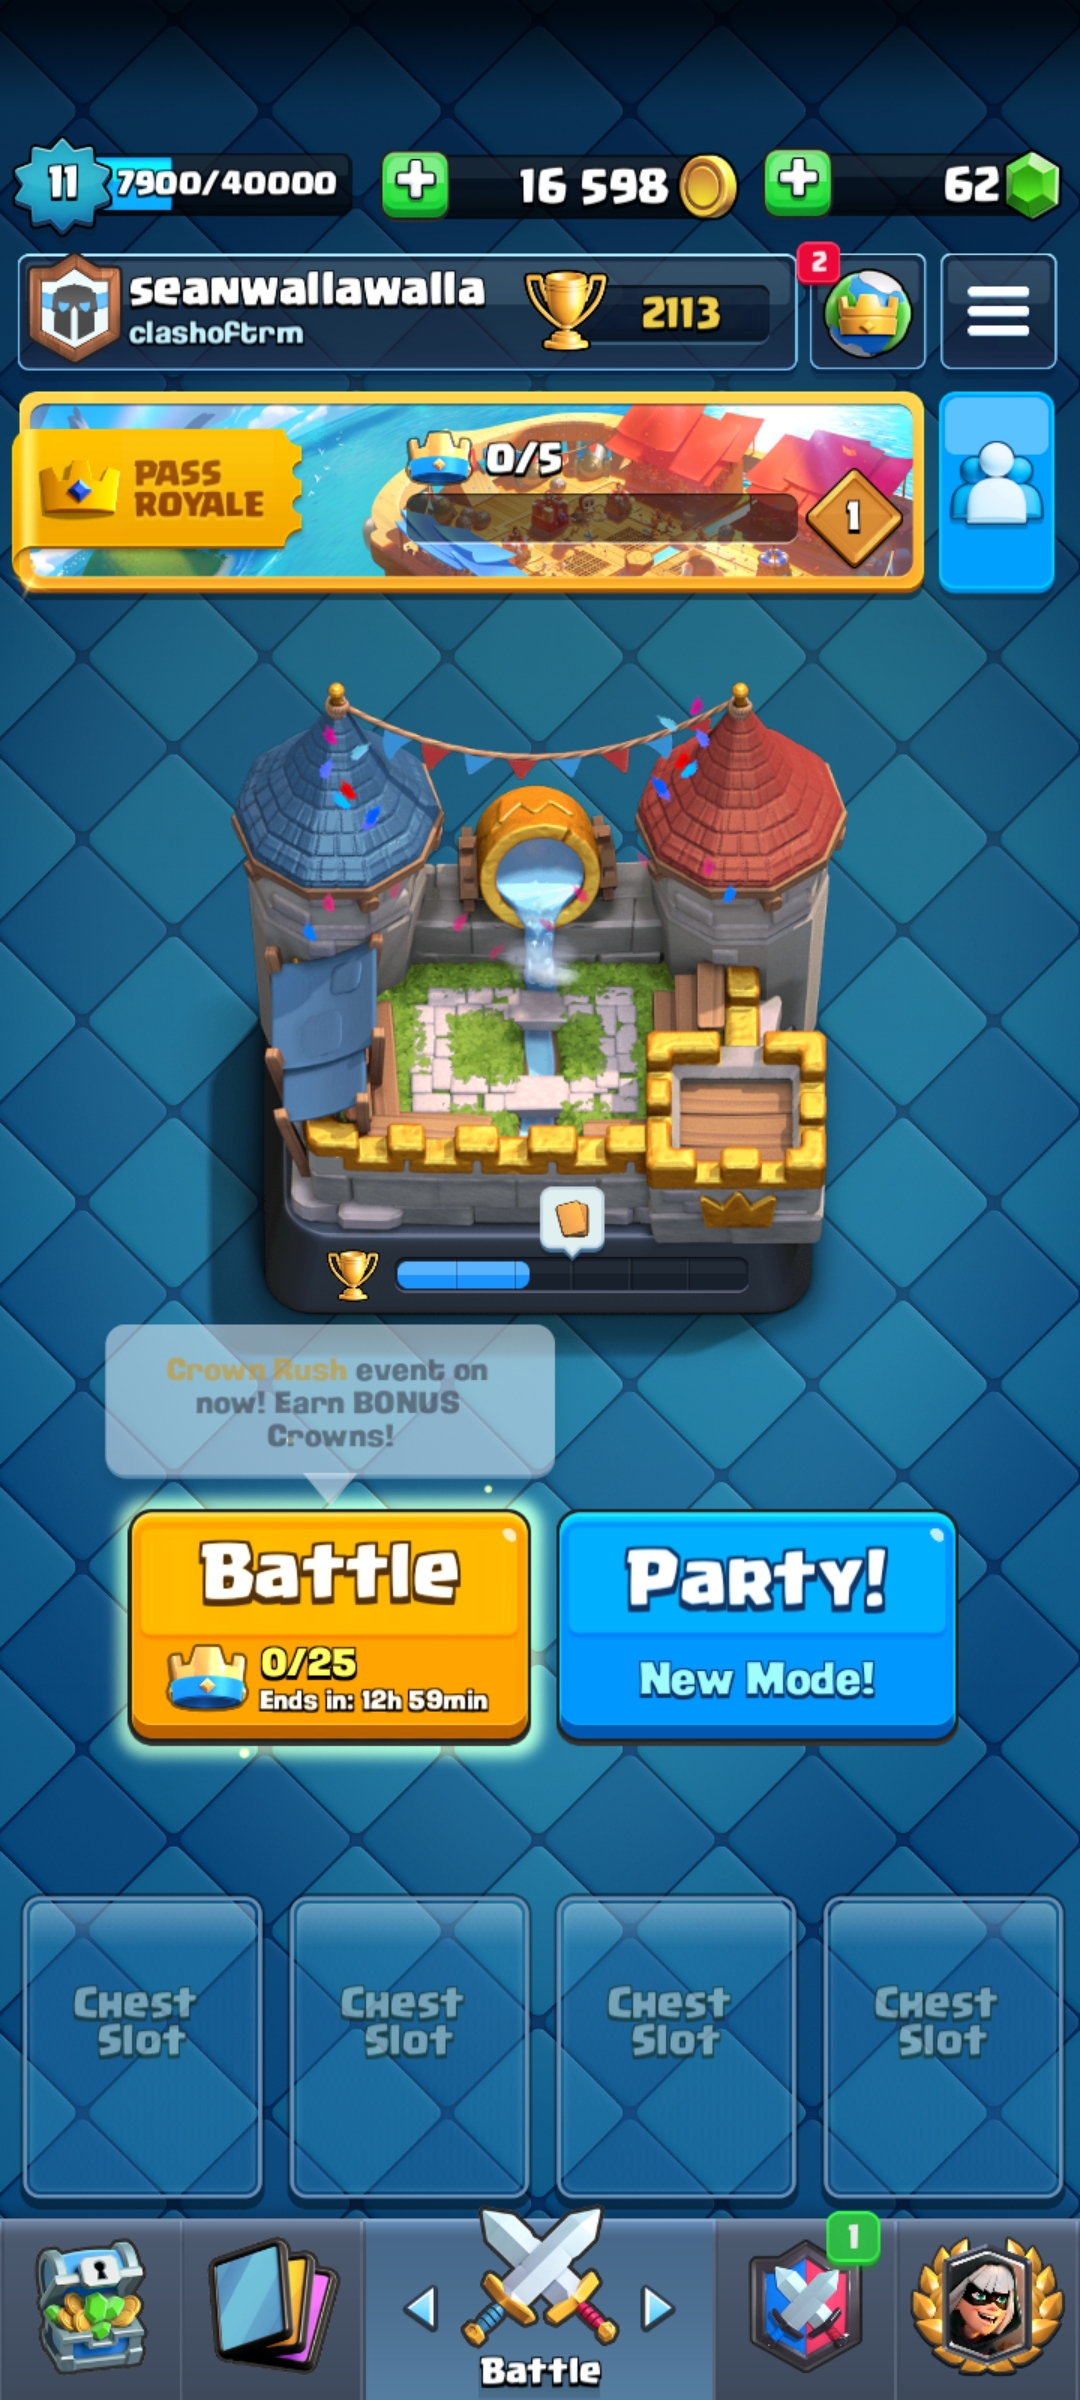 11
7900/40000
16 598
62
seanwallawalla
clashoftrm
2113
2
PASS
ROYALE
0/5
1
Crown Rush event on
now! Earn BONUS
Crowns!
Battle
0/25
Ends in: 12h 59min
Party!
New Mode!
Chest
Slot
Chest
Slot
Chest
Slot
Chest
Slot
1
Battle